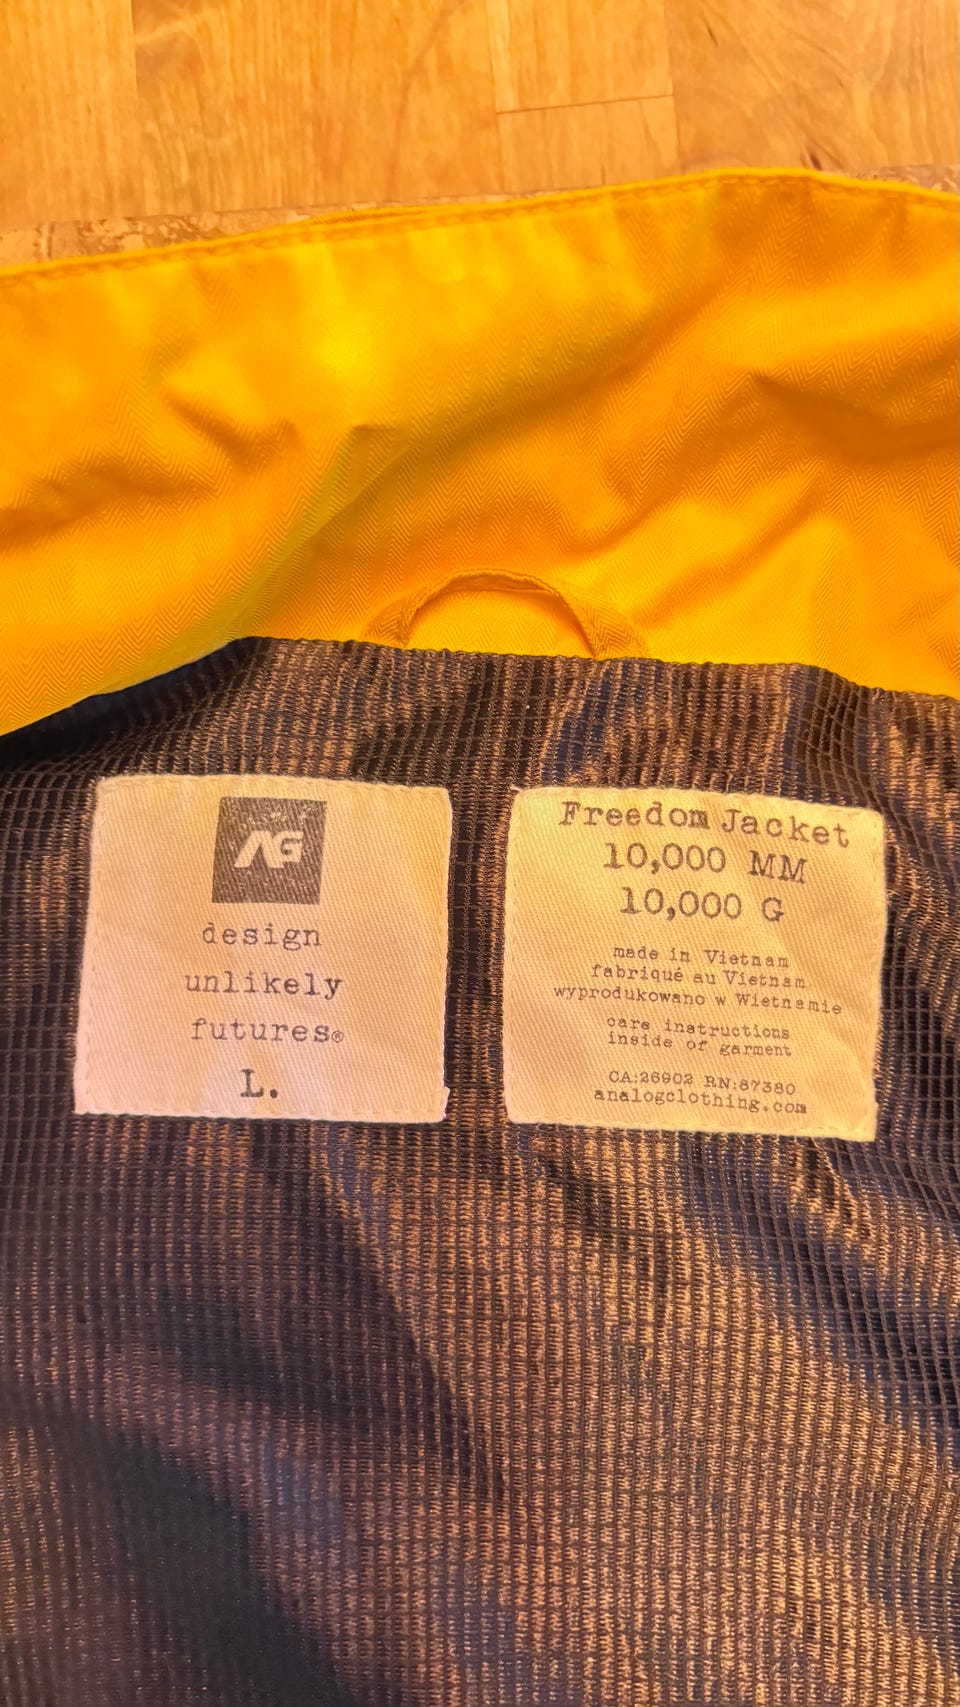 AG
design
unlikely
futures®
L.
Freedom Jacket
10,000 MM
10,000 G
made in Vietnam
fabriqué au Vietnam
wyprodukowano w Wietnamie
care instructions
inside of garment
CA:26902 RN:87380
analogclothing.com